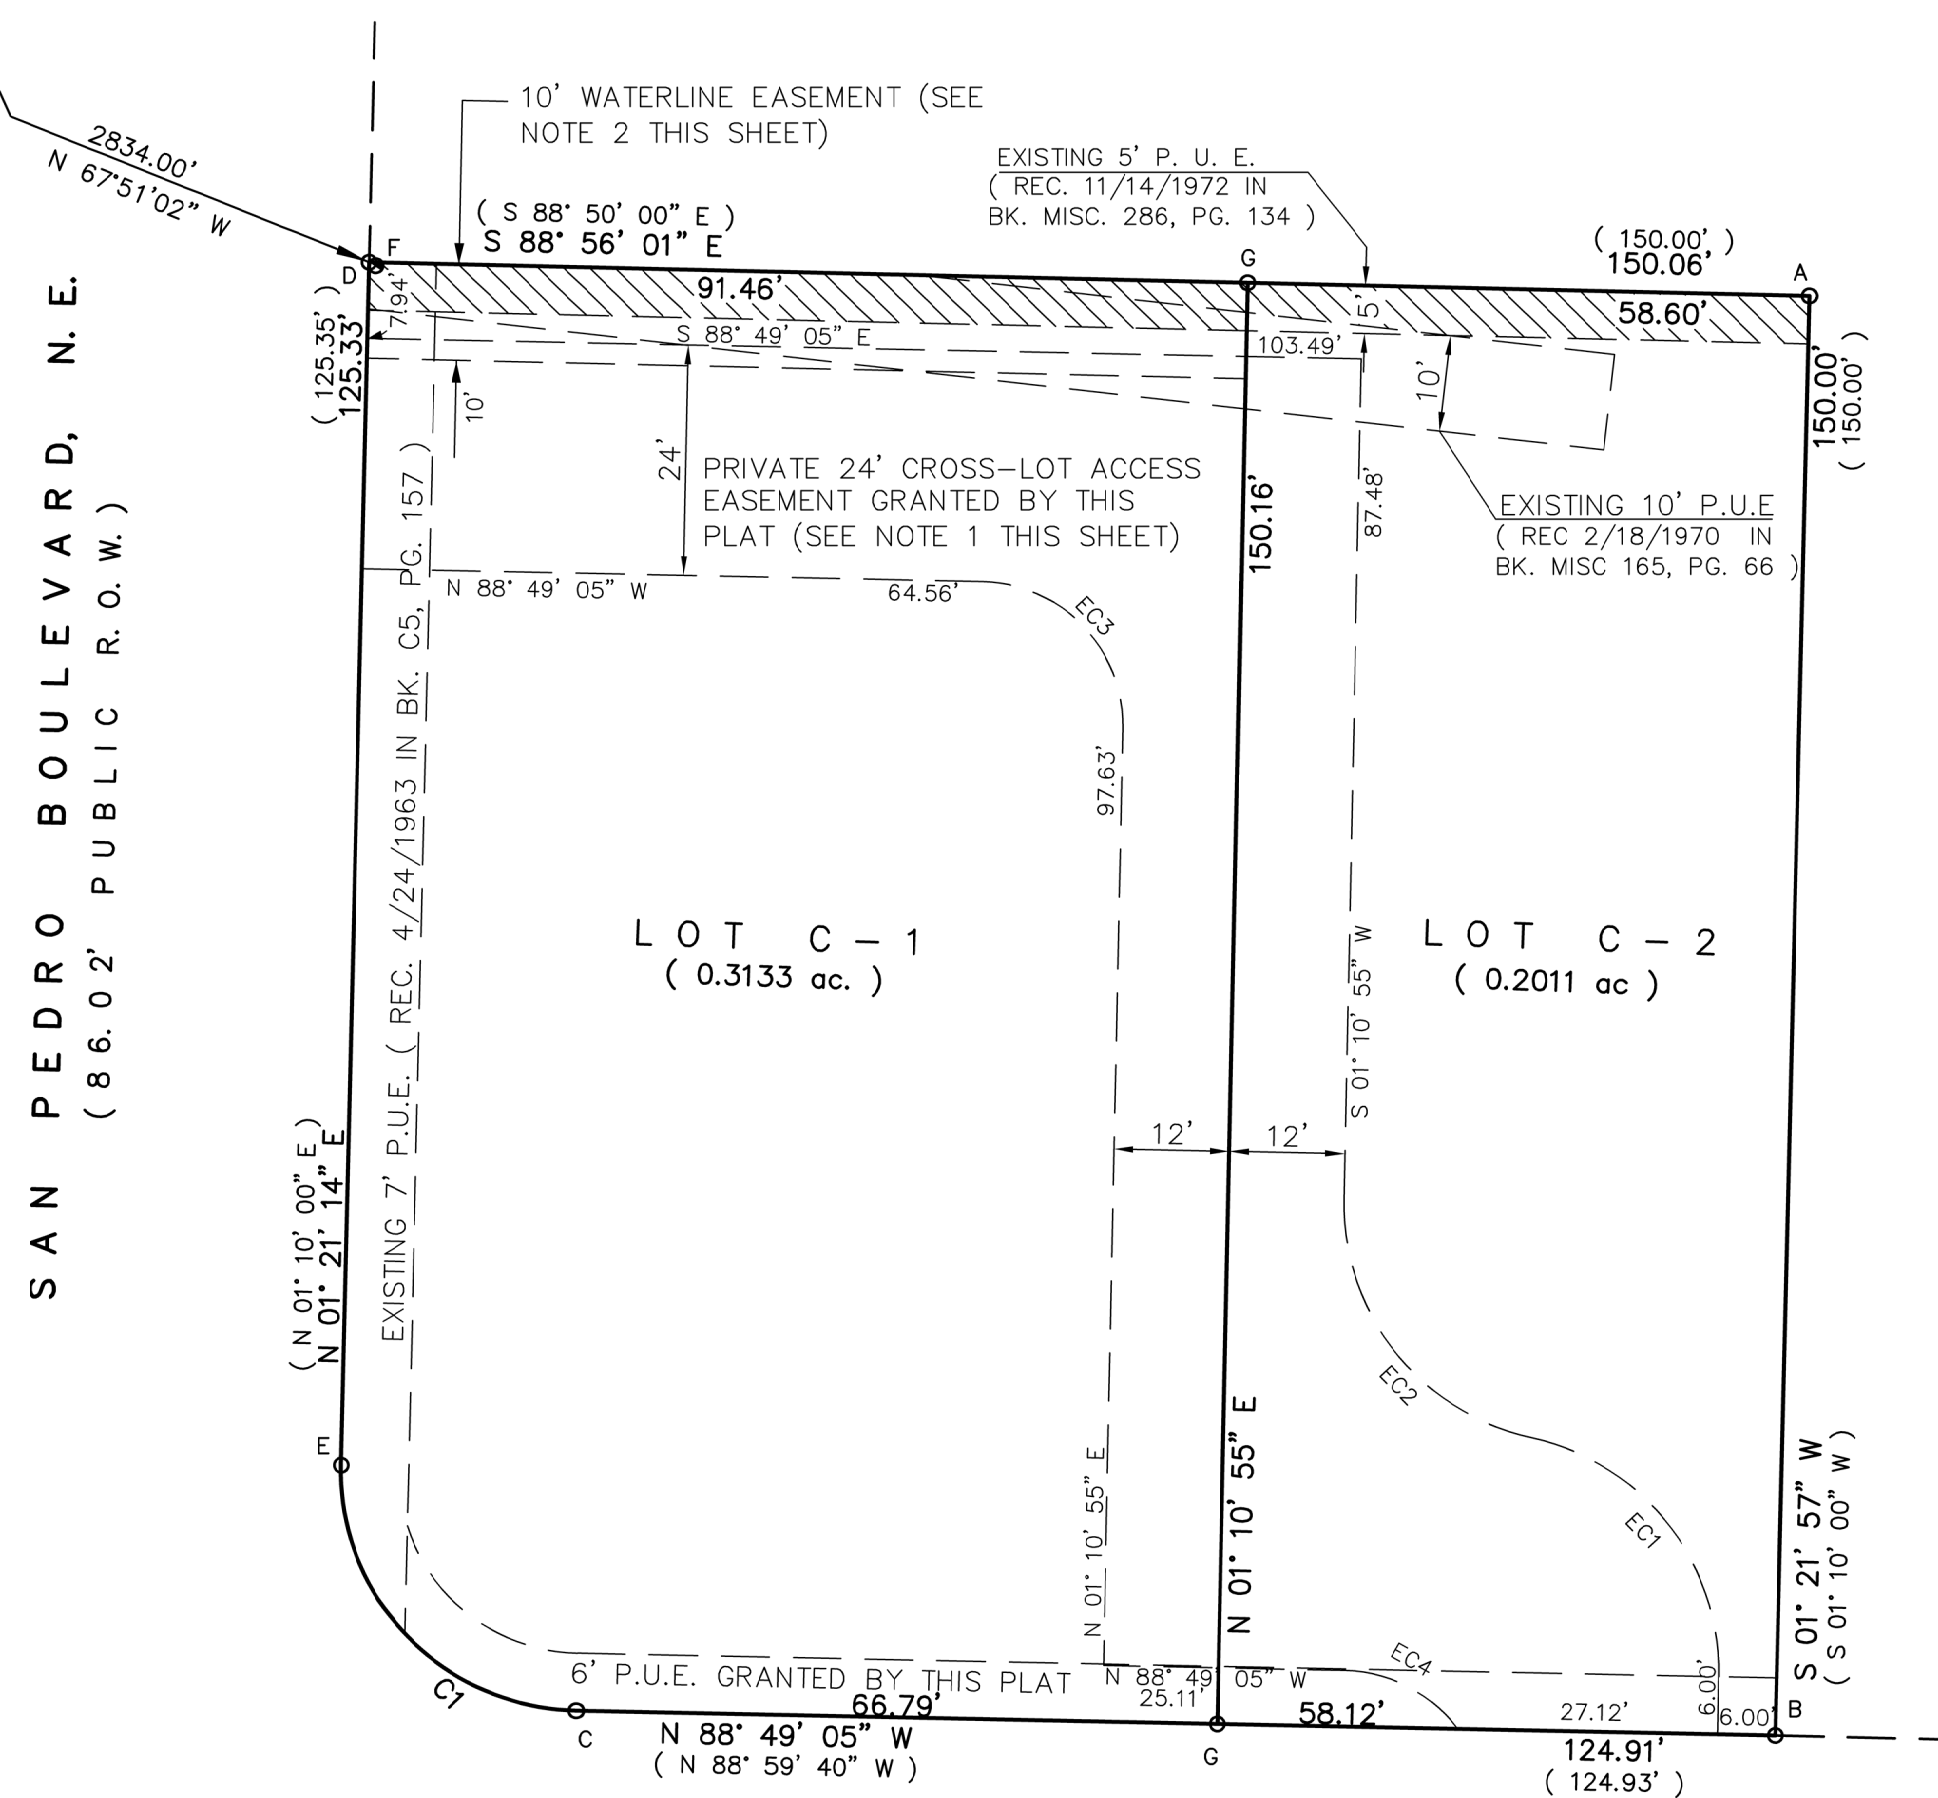 10' WATERLINE EASEMENT (SEE
NOTE 2 THIS SHEET)
2834.00'
N 67°51'02" W
EXISTING 5' P. U. E.
( REC. 11/14/1972 IN
BK. MISC. 286, PG. 134 )
( S 88° 50' 00" E )
S 88° 56' 01" E
( 150.00' )
150.06'
F
D
G
A
7.94'
91.46'
5'
58.60'
S 88° 49' 05" E
103.49'
( 125.35' )
125.33'
10'
10'
150.00'
( 150.00' )
24'
PRIVATE 24' CROSS-LOT ACCESS
EASEMENT GRANTED BY THIS
PLAT (SEE NOTE 1 THIS SHEET)
150.16'
87.48'
EXISTING 10' P.U.E
( REC 2/18/1970 IN
BK. MISC 165, PG. 66 )
N 88° 49' 05" W
64.56'
EC3
97.63'
SAN PEDRO BOULEVARD, N.E.
( 86.02' PUBLIC R.O.W. )
EXISTING 7' P.U.E. ( REC. 4/24/1963 IN BK. C5, PG. 157 )
LOT C-1
( 0.3133 ac. )
LOT C-2
( 0.2011 ac )
S 01° 10' 55" W
12'
12'
( N 01° 10' 00" E )
N 01° 21' 14" E
EC2
E
N 01° 10' 55" E
N 01° 10' 55" E
EC1
S 01° 21' 57" W
( S 01° 10' 00" W )
C1
6' P.U.E. GRANTED BY THIS PLAT
N 88° 49' 05" W
25.11'
EC4
66.79'
58.12'
27.12'
6.00'
6.00'
B
C
N 88° 49' 05" W
( N 88° 59' 40" W )
G
124.91'
( 124.93' )